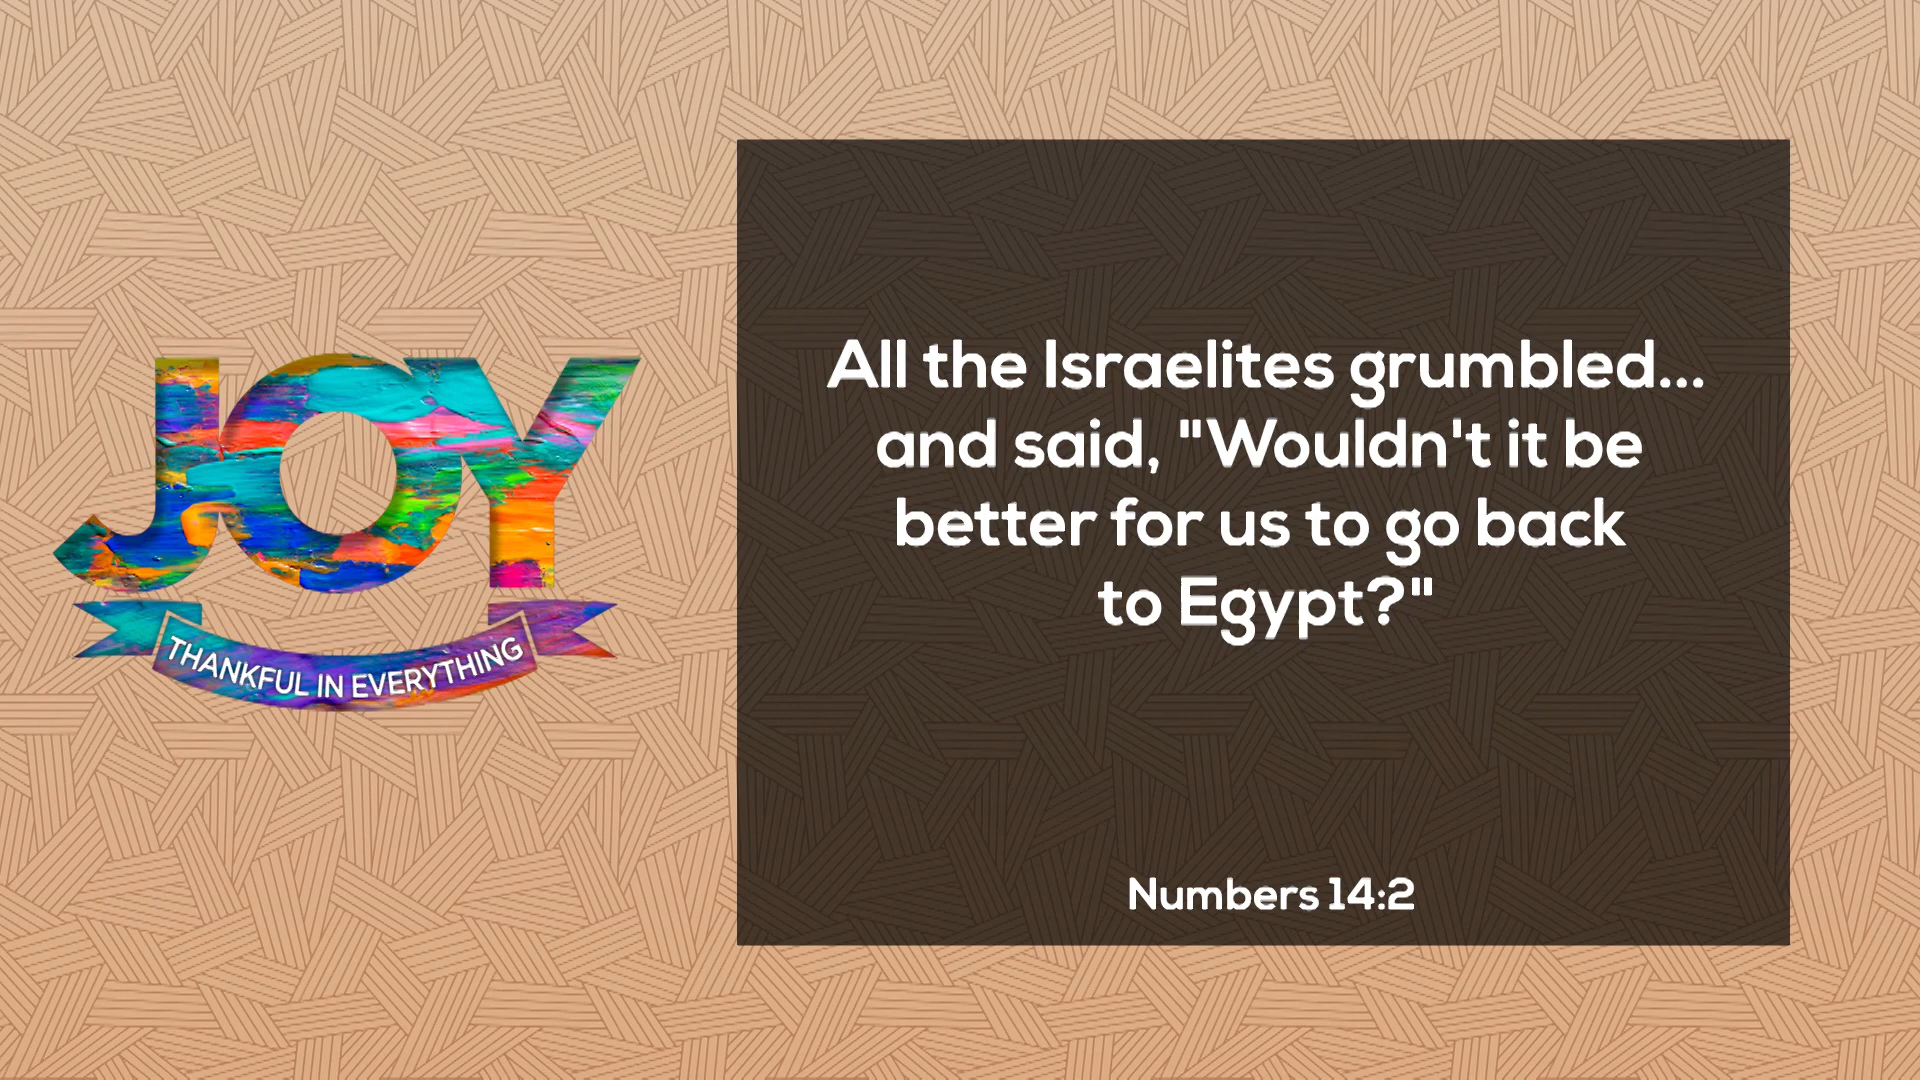 JOY
THANKFUL IN EVERYTHING
All the Israelites grumbled...
and said, "Wouldn't it be
better for us to go back
to Egypt?"
Numbers 14:2